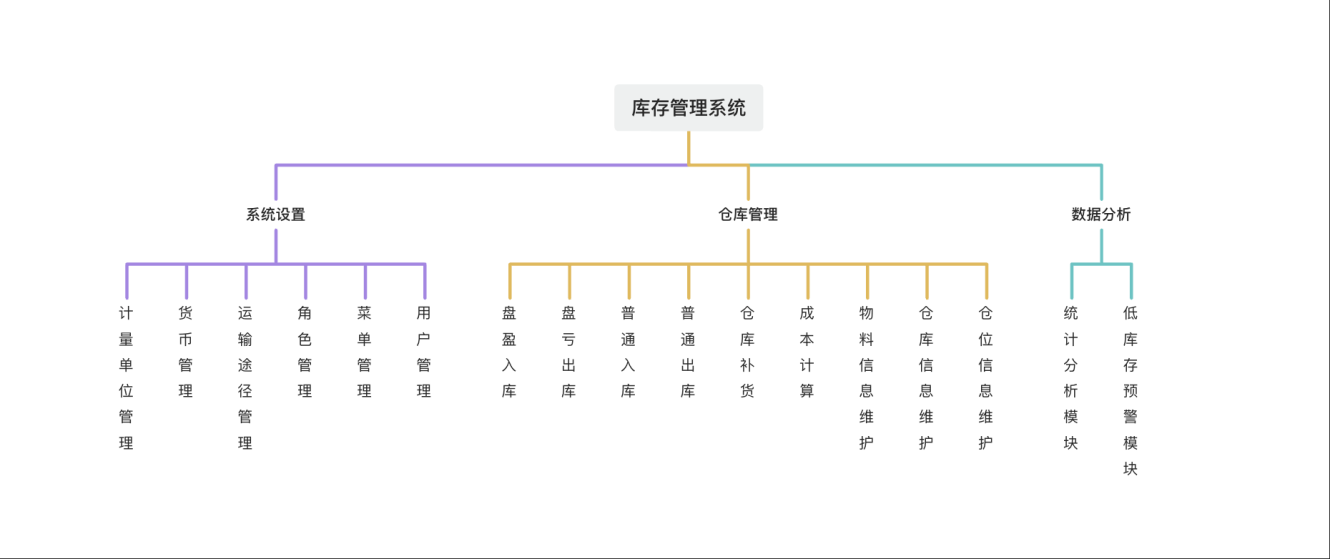 库存管理系统
系统设置
仓库管理
数据分析
计量单位管理
货币管理
运输途径管理
角色管理
菜单管理
用户管理
盘盈入库
盘亏出库
普通入库
普通出库
仓库补货
成本计算
物料信息维护
仓库信息维护
仓位信息维护
统计分析模块
低库存预警模块